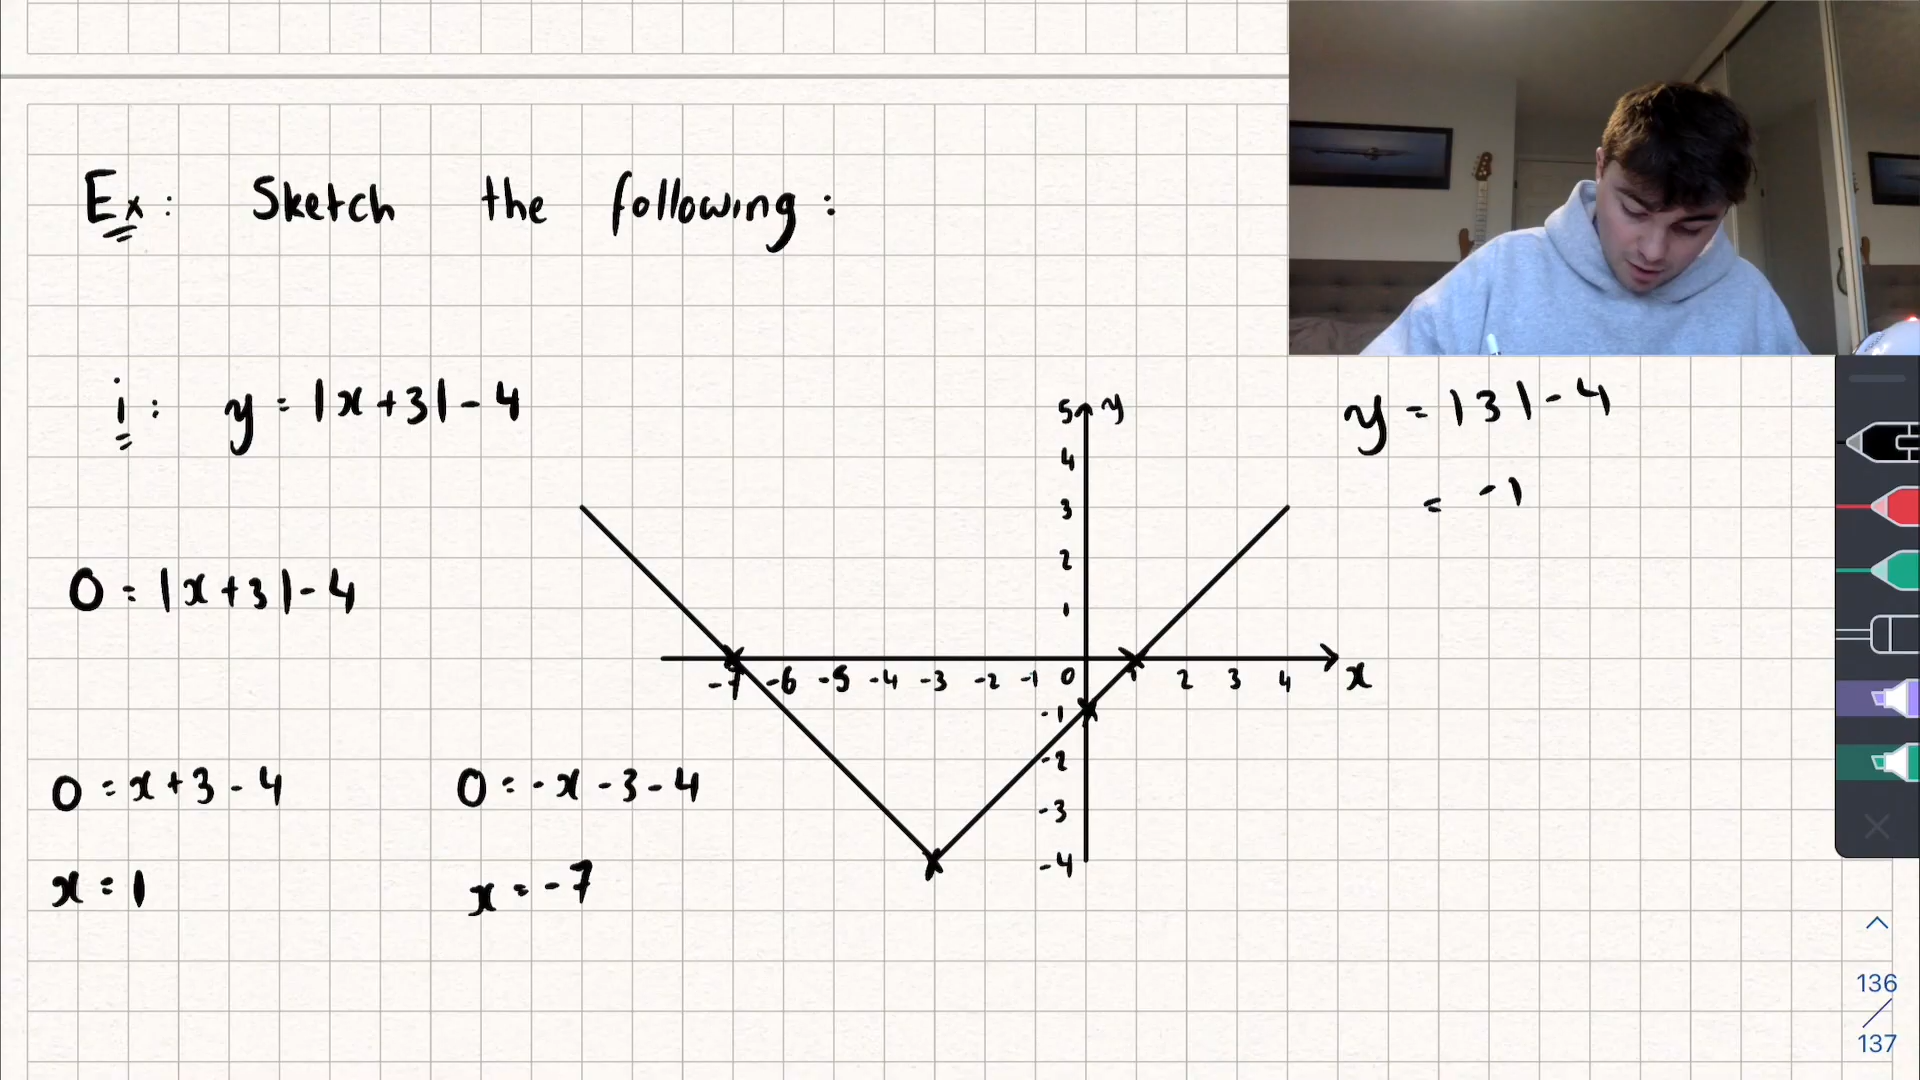 Ex: Sketch the following:
i: y = |x+3| - 4
y = |3| - 4
= -1
0 = |x+3| - 4
0 = x+3-4
0 = -x-3-4
x = 1
x = -7
5 y
4
3
2
1
-7 -6 -5 -4 -3 -2 -1 0 1 2 3 4 x
-1
-2
-3
-4
136
137